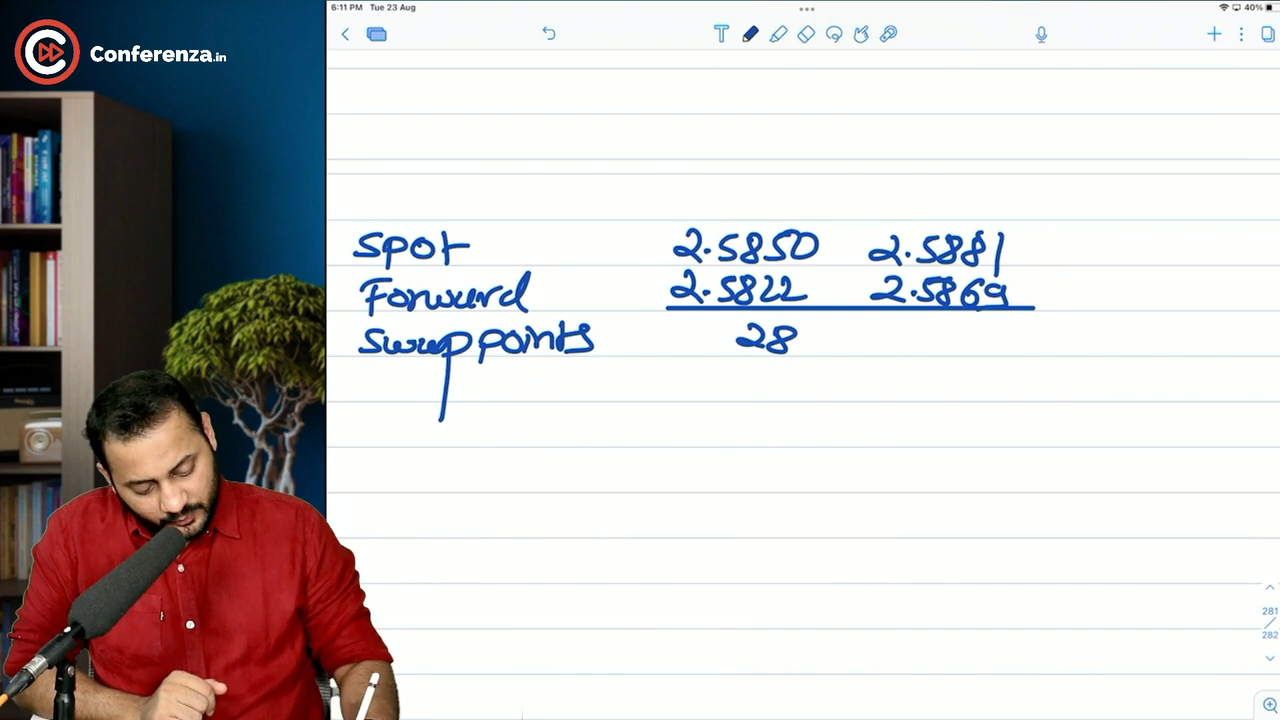 6:11 PM Tue 23 Aug
40%
Conferenza.in
T
Spot 2.5850 2.5881
Forward 2.5822 2.5869
Swap points 28
281
282